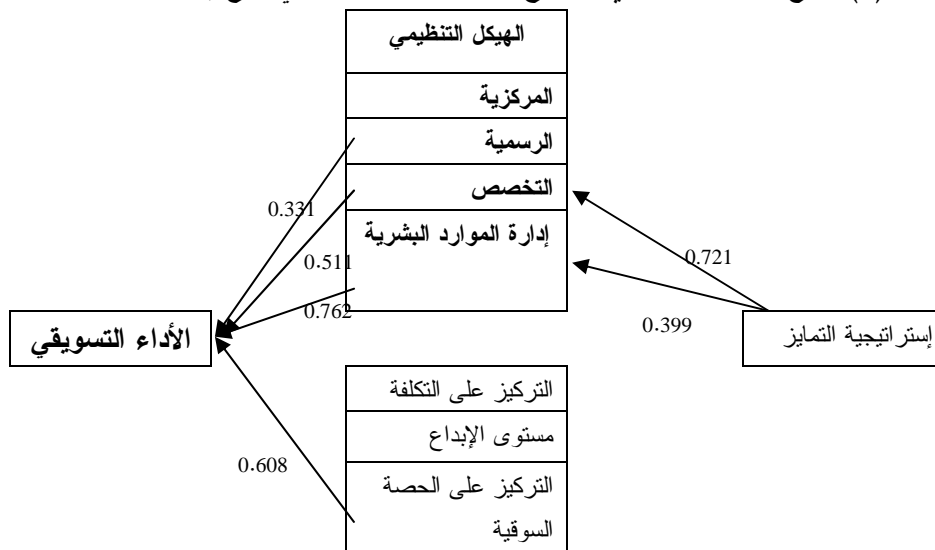 الهيكل التنظيمي
المركزية
الرسمية
التخصص
إدارة الموارد البشرية
0.331
0.511
0.762
0.721
0.399
إستراتيجية التمايز
الأداء التسويقي
التركيز على التكلفة
مستوى الإبداع
التركيز على الحصة
السوقية
0.608